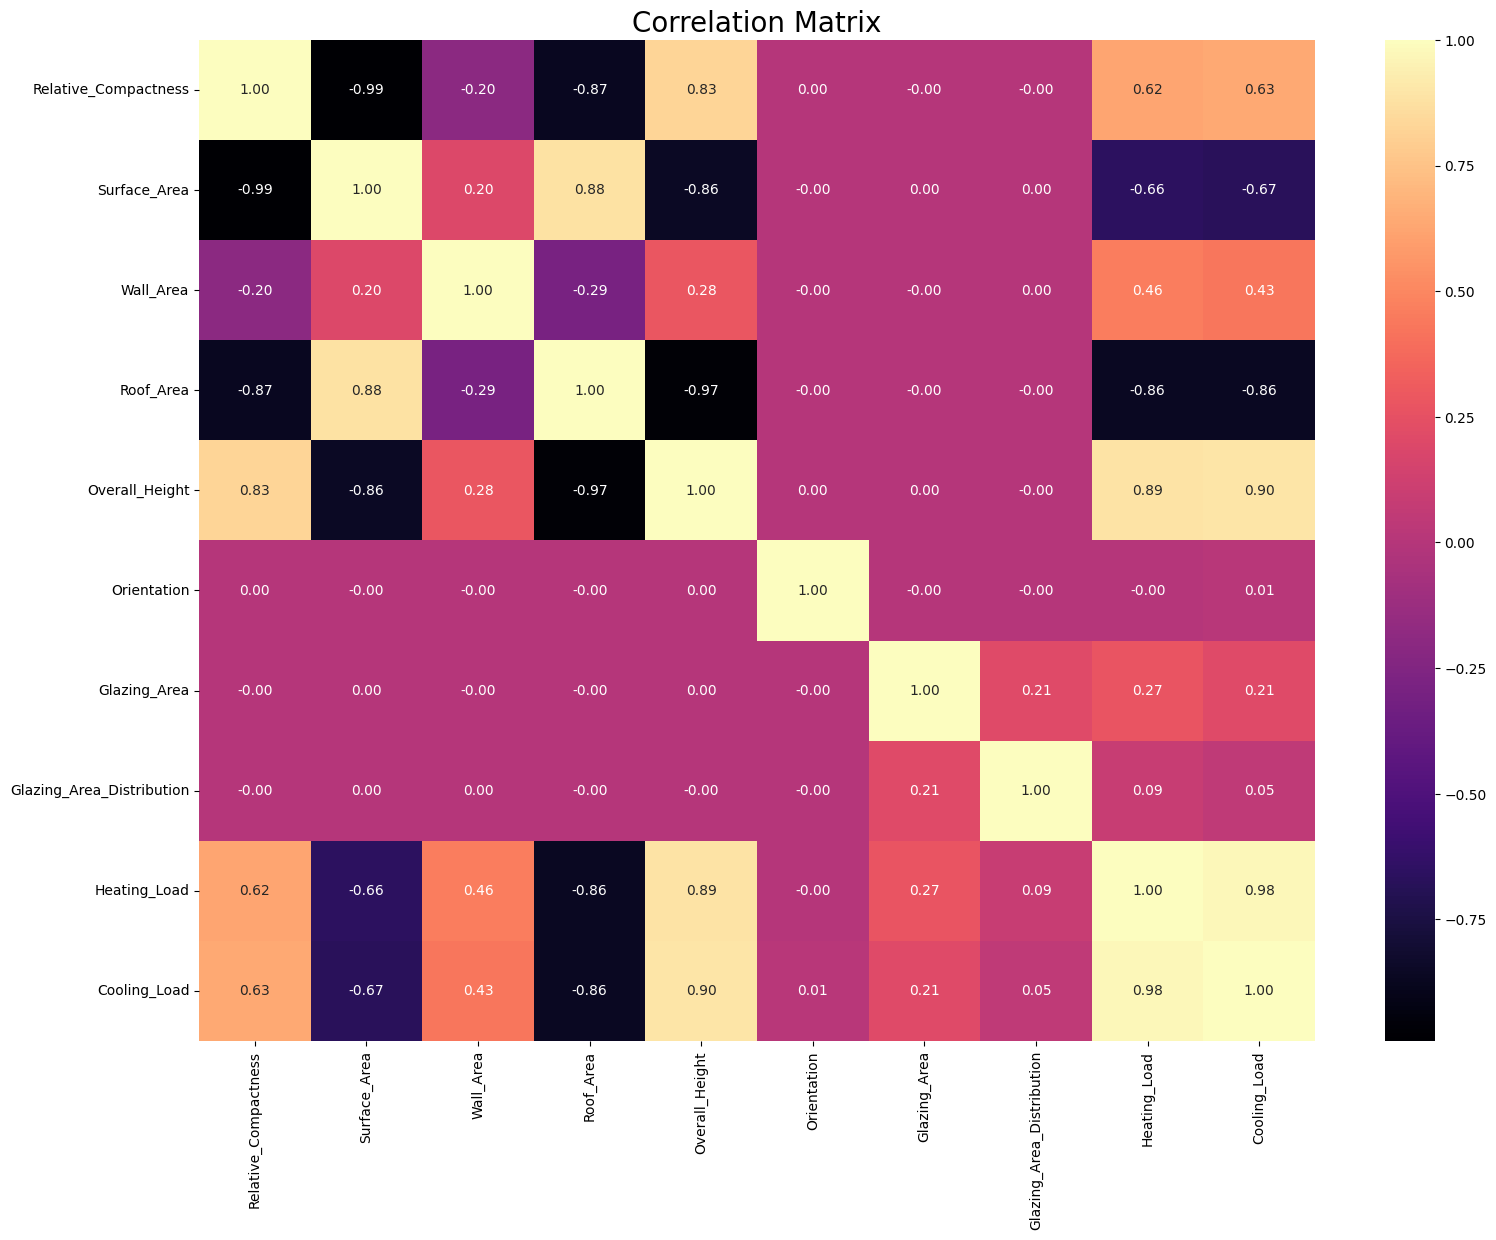 Correlation Matrix
Relative_Compactness 1.00 -0.99 -0.20 -0.87 0.83 0.00 -0.00 -0.00 0.62 0.63
Surface_Area -0.99 1.00 0.20 0.88 -0.86 -0.00 0.00 0.00 -0.66 -0.67
Wall_Area -0.20 0.20 1.00 -0.29 0.28 -0.00 -0.00 0.00 0.46 0.43
Roof_Area -0.87 0.88 -0.29 1.00 -0.97 -0.00 -0.00 -0.00 -0.86 -0.86
Overall_Height 0.83 -0.86 0.28 -0.97 1.00 0.00 0.00 -0.00 0.89 0.90
Orientation 0.00 -0.00 -0.00 -0.00 0.00 1.00 -0.00 -0.00 -0.00 0.01
Glazing_Area -0.00 0.00 -0.00 -0.00 0.00 -0.00 1.00 0.21 0.27 0.21
Glazing_Area_Distribution -0.00 0.00 0.00 -0.00 -0.00 -0.00 0.21 1.00 0.09 0.05
Heating_Load 0.62 -0.66 0.46 -0.86 0.89 -0.00 0.27 0.09 1.00 0.98
Cooling_Load 0.63 -0.67 0.43 -0.86 0.90 0.01 0.21 0.05 0.98 1.00
Relative_Compactness
Surface_Area
Wall_Area
Roof_Area
Overall_Height
Orientation
Glazing_Area
Glazing_Area_Distribution
Heating_Load
Cooling_Load
1.00
0.75
0.50
0.25
0.00
−0.25
−0.50
−0.75